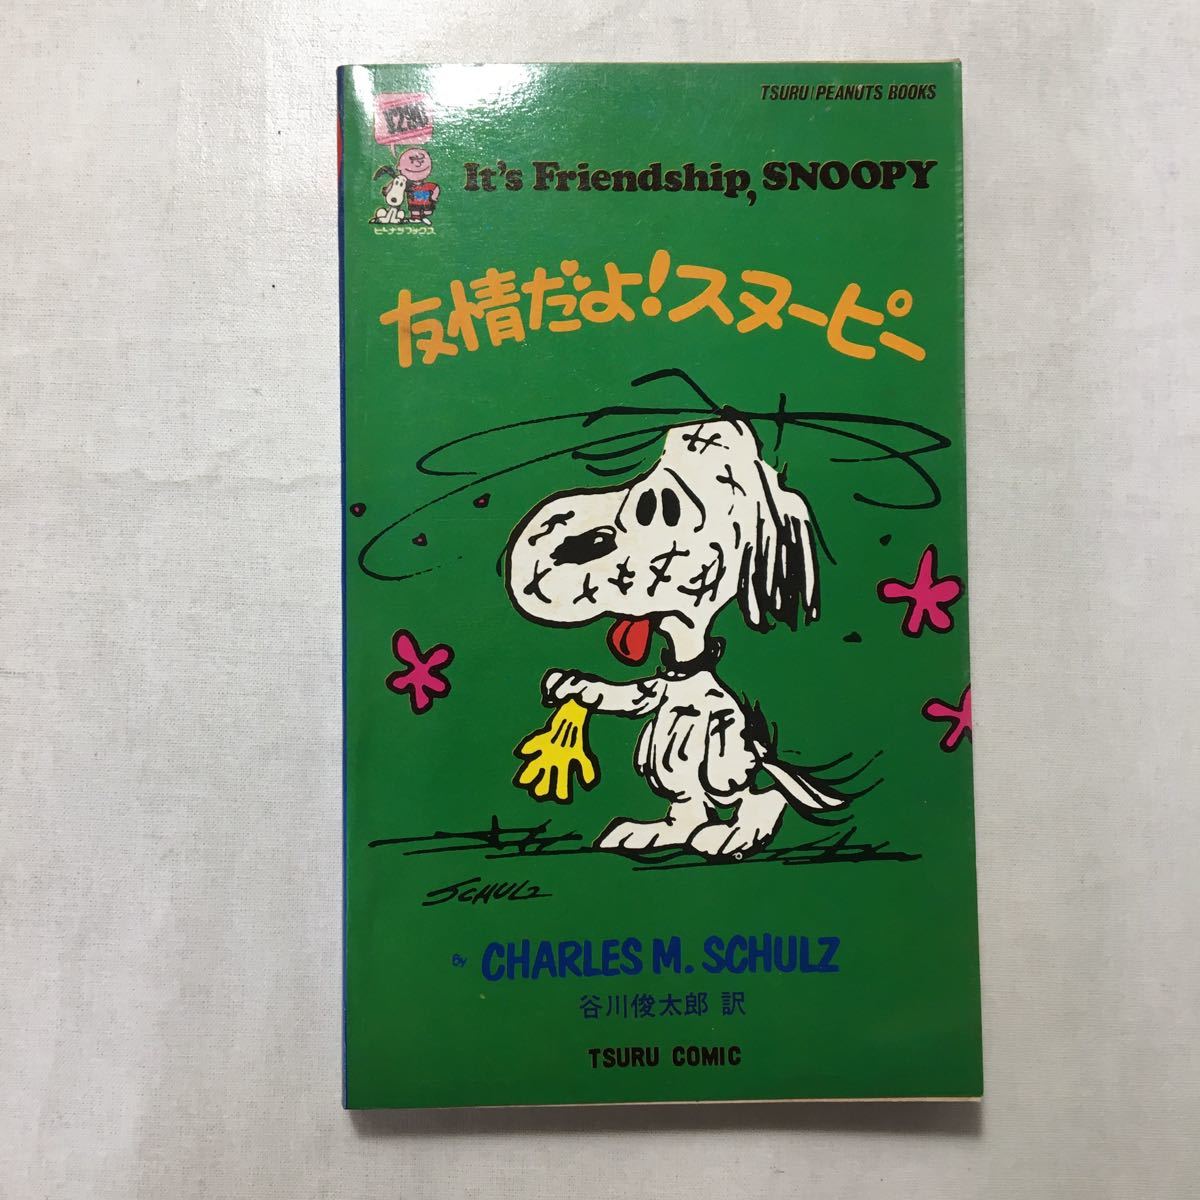 TSURU/PEANUTS BOOKS
ピーナツブックス
It's Friendship, SNOOPY
友情だよ!スヌーピー
SCHULZ
By CHARLES M. SCHULZ
谷川俊太郎 訳
TSURU COMIC